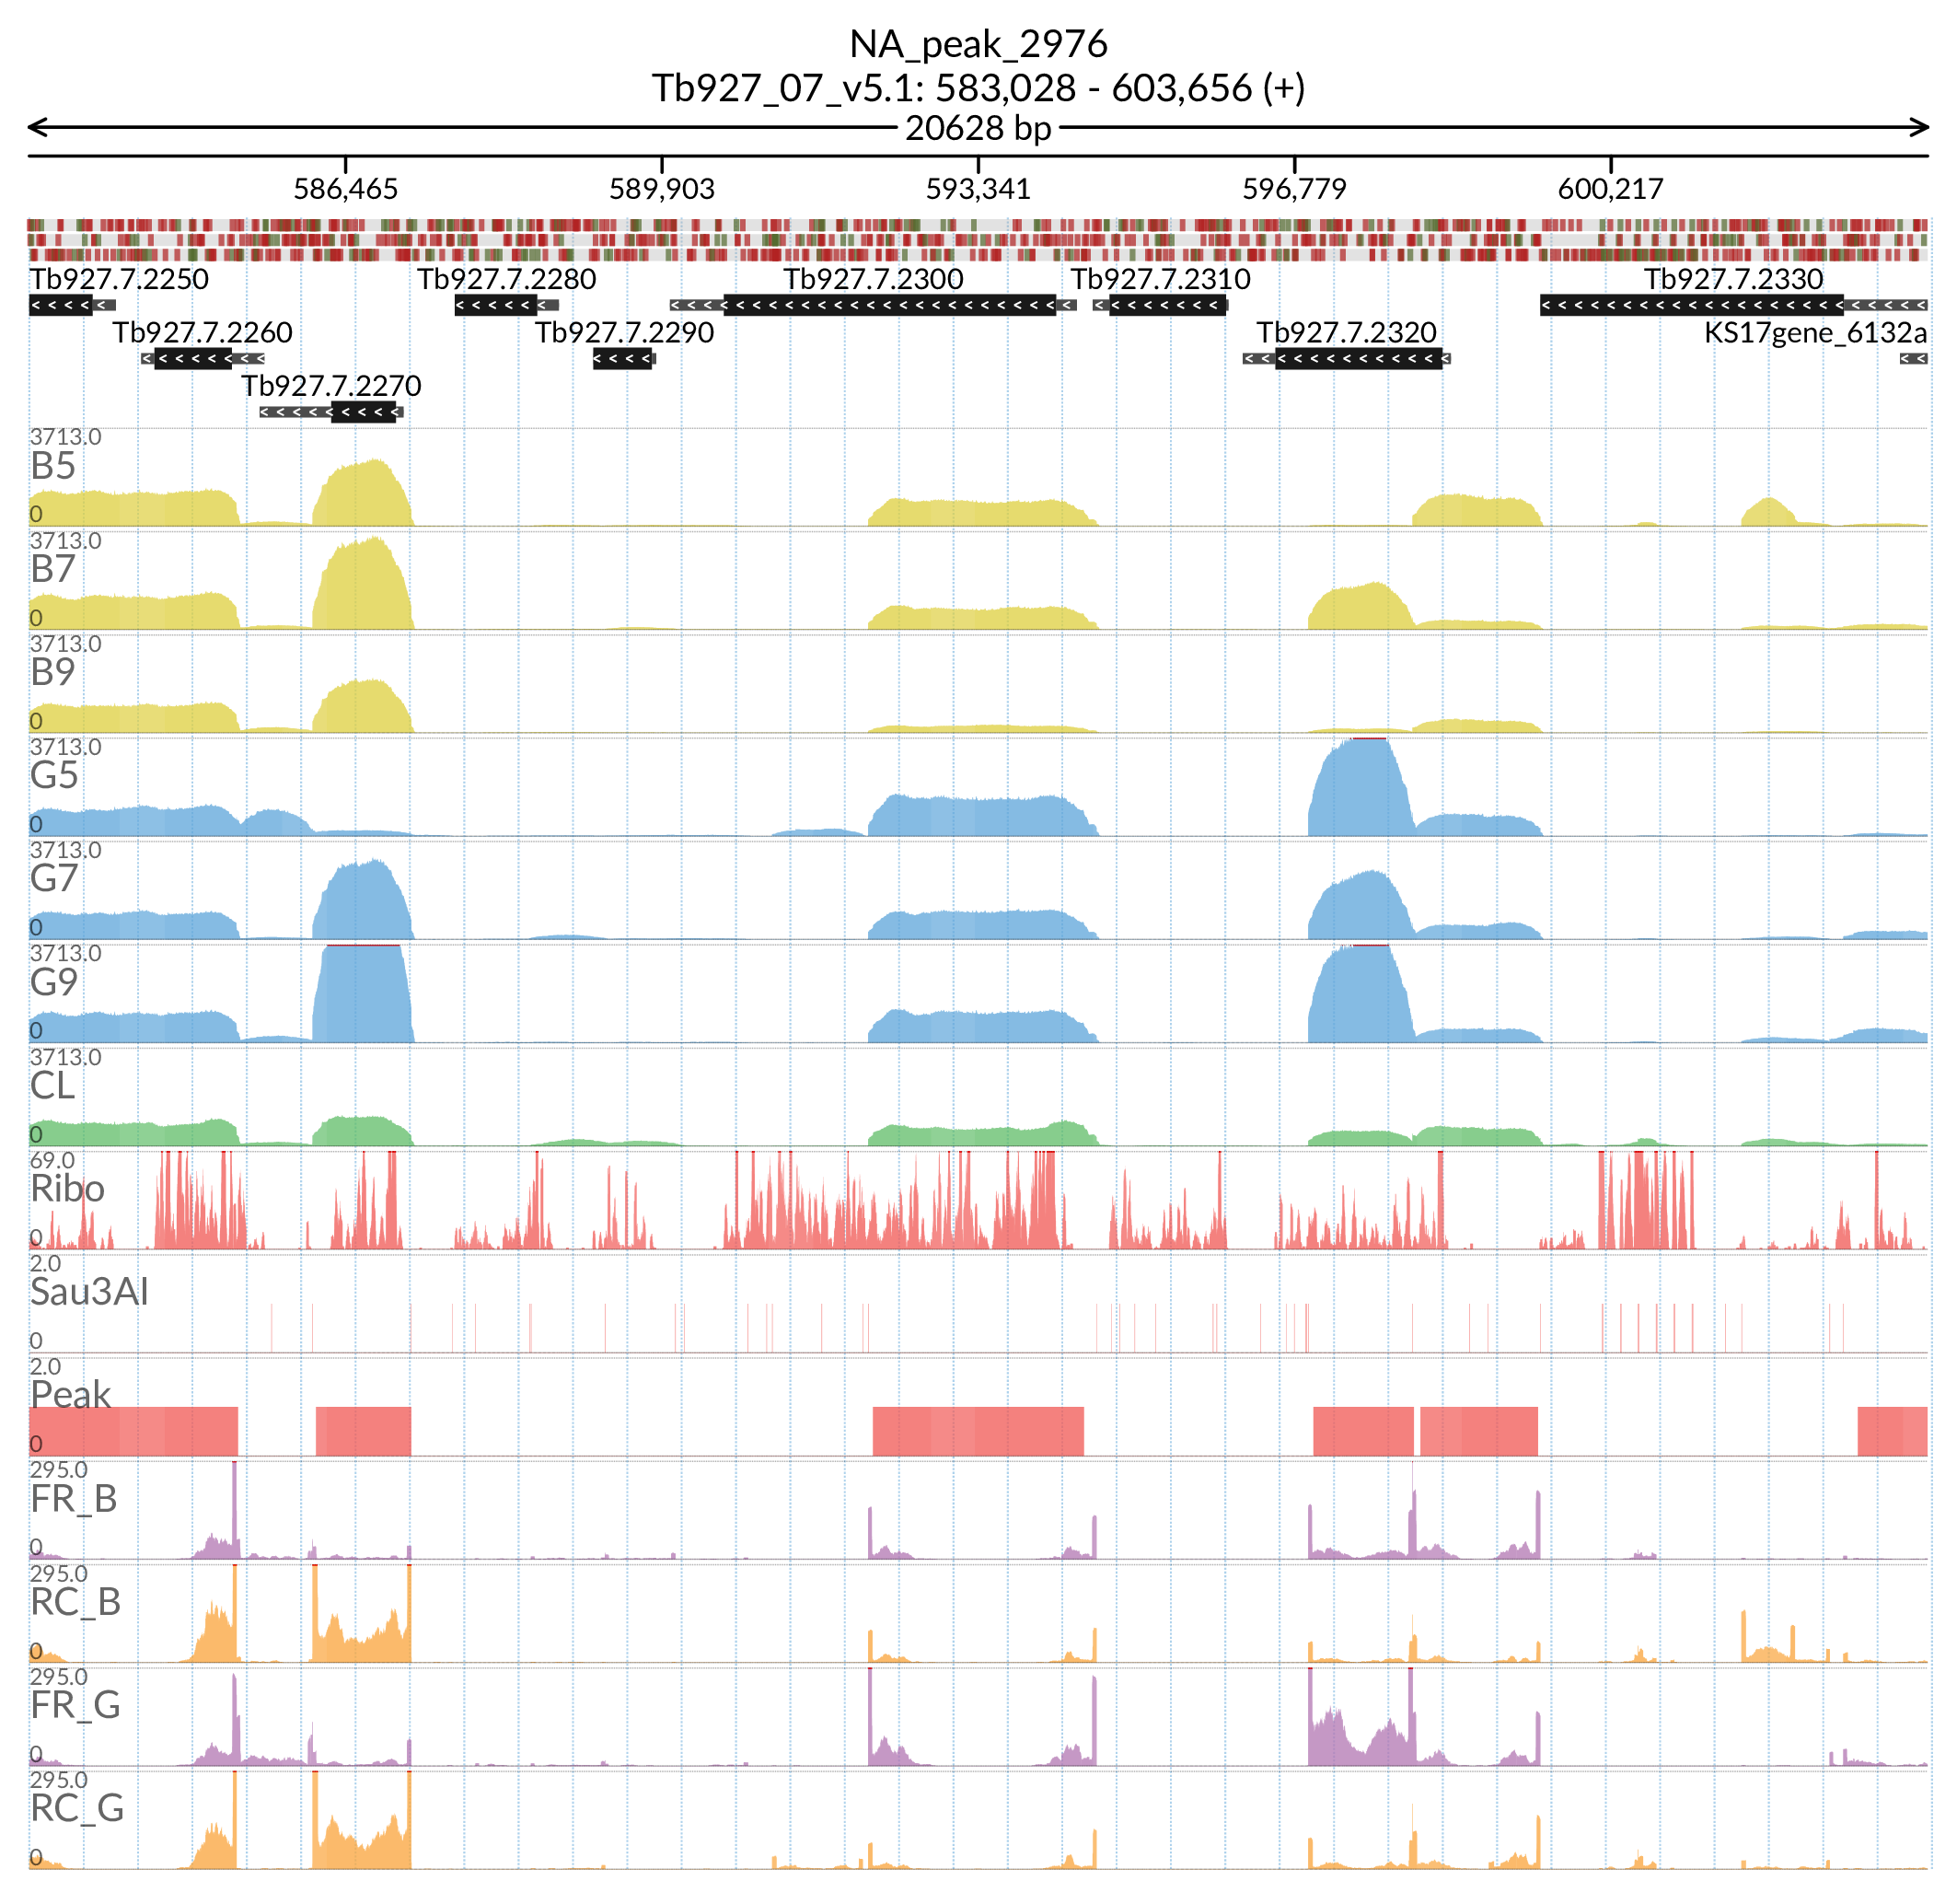 NA_peak_2976
Tb927_07_v5.1: 583,028 - 603,656 (+)
20628 bp
586,465 589,903 593,341 596,779 600,217
Tb927.7.2250 Tb927.7.2280 Tb927.7.2300 Tb927.7.2310 Tb927.7.2330
Tb927.7.2260 Tb927.7.2290 Tb927.7.2320 KS17gene_6132a
Tb927.7.2270
3713.0
B5
0
3713.0
B7
0
3713.0
B9
0
3713.0
G5
0
3713.0
G7
0
3713.0
G9
0
3713.0
CL
0
69.0
Ribo
0
2.0
Sau3AI
0
2.0
Peak
0
295.0
FR_B
0
295.0
RC_B
0
295.0
FR_G
0
295.0
RC_G
0